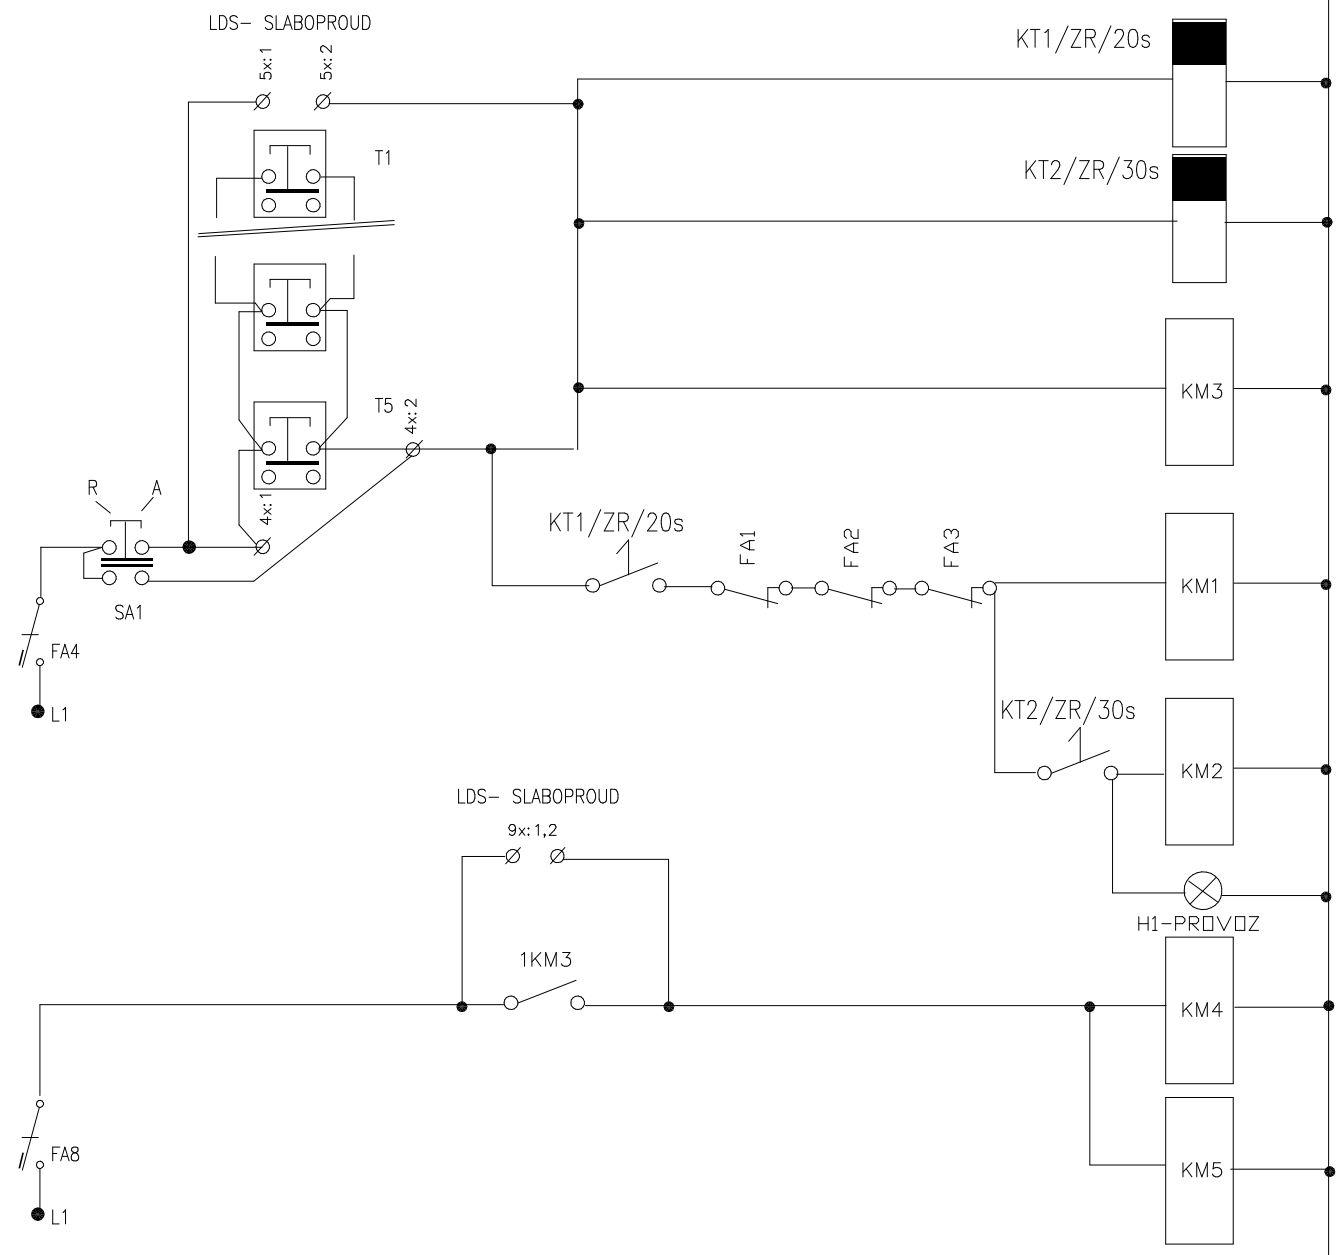 LDS- SLABOPROUD
5x:1
5x:2
KT1/ZR/20s
T1
KT2/ZR/30s
KM3
T5
4x:2
R
A
4x:1
KT1/ZR/20s
FA1
FA2
FA3
KM1
SA1
FA4
L1
KT2/ZR/30s
KM2
LDS- SLABOPROUD
9x:1,2
H1-PROVOZ
1KM3
KM4
FA8
KM5
L1